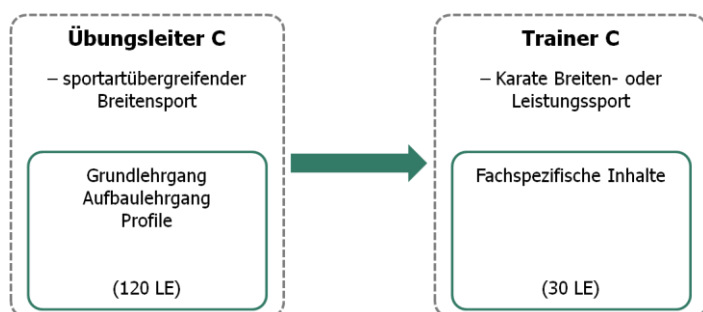 Übungsleiter C
– sportartübergreifender
Breitensport
Grundlehrgang
Aufbaulehrgang
Profile
(120 LE)
Trainer C
– Karate Breiten- oder
Leistungssport
Fachspezifische Inhalte
(30 LE)